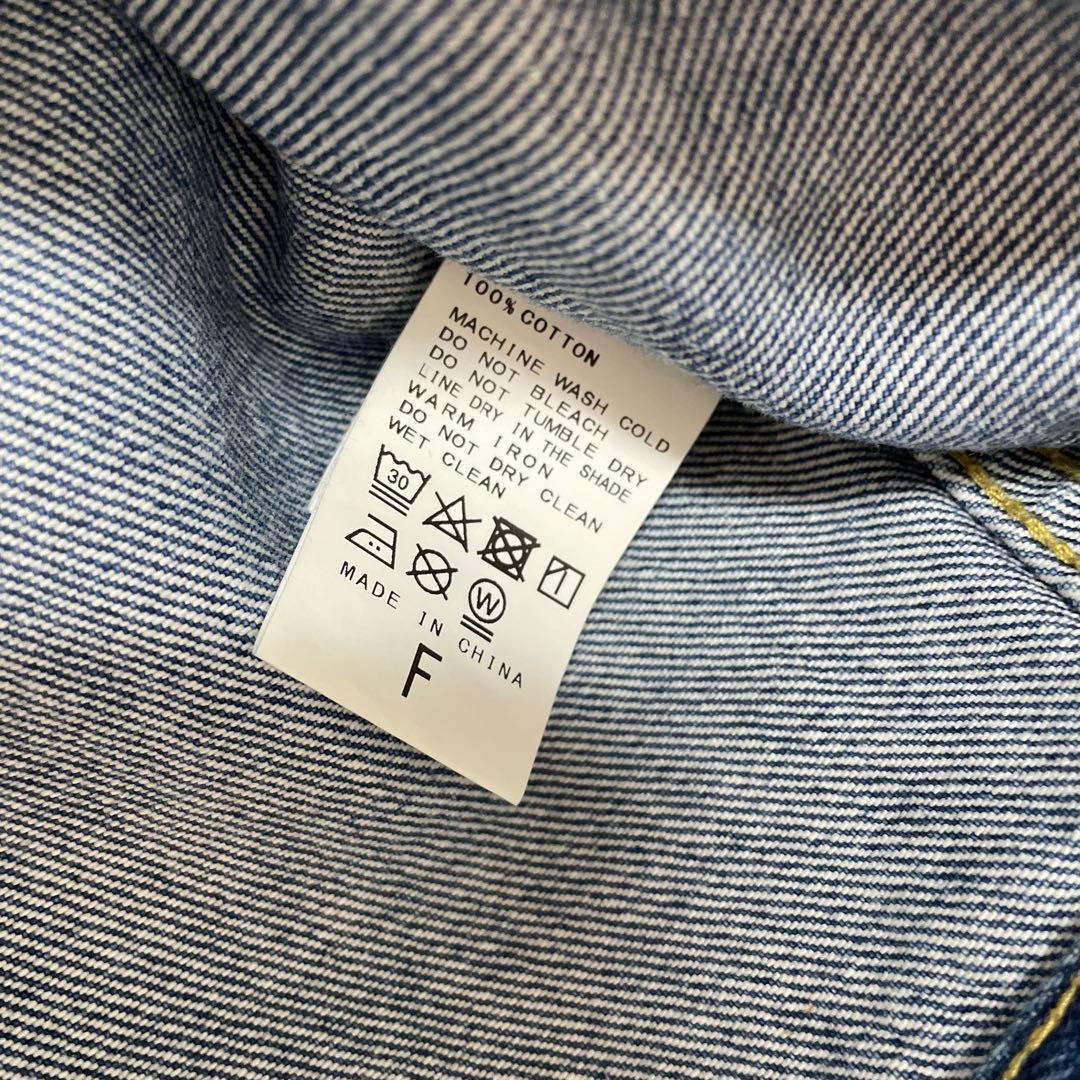 100% COTTON
MACHINE WASH COLD
DO NOT BLEACH
DO NOT TUMBLE DRY
LINE DRY IN THE SHADE
WARM IRON
DO NOT DRY CLEAN
WET CLEAN
30
W
MADE IN CHINA
F